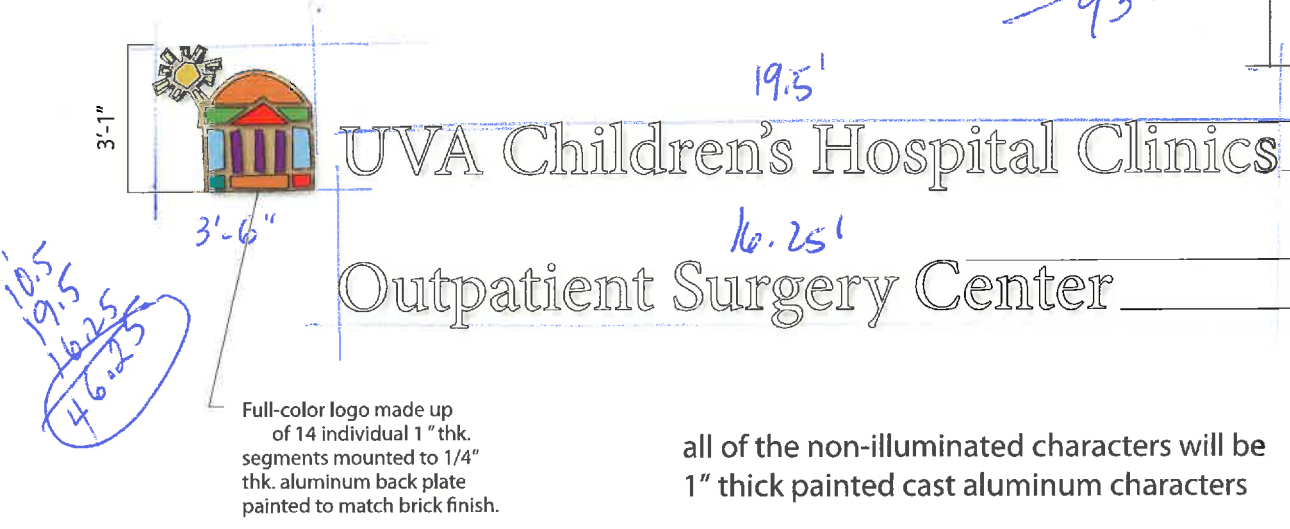 93"
19.5'
3'-1"
UVA Children's Hospital Clinics
3'-6"
16.25'
Outpatient Surgery Center
10.5
19.5
16.25
46.25
Full-color logo made up
of 14 individual 1" thk.
segments mounted to 1/4"
thk. aluminum back plate
painted to match brick finish.
all of the non-illuminated characters will be
1" thick painted cast aluminum characters